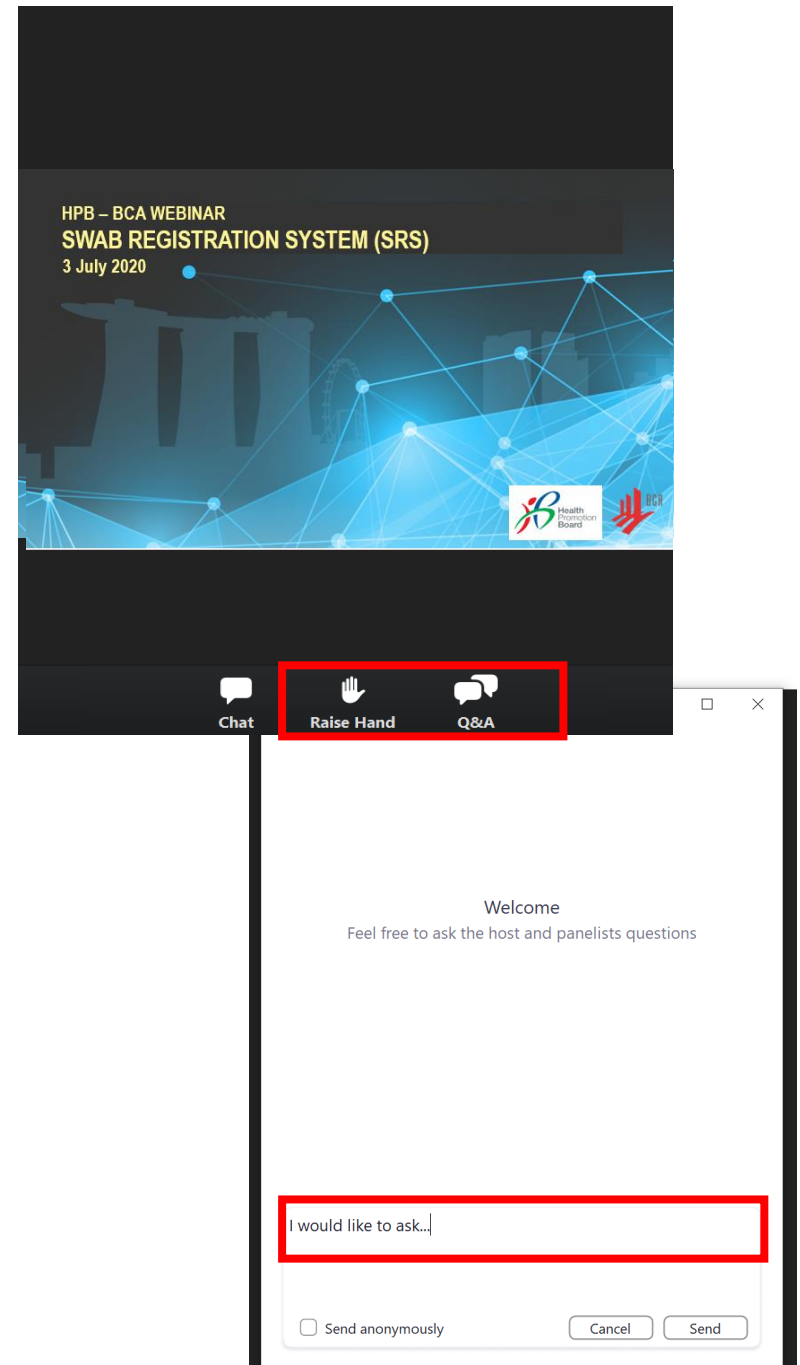 HPB – BCA WEBINAR
SWAB REGISTRATION SYSTEM (SRS)
3 July 2020
Health
Promotion
Board
BCA
Chat
Raise Hand
Q&A
Welcome
Feel free to ask the host and panelists questions
I would like to ask...
Send anonymously
Cancel
Send